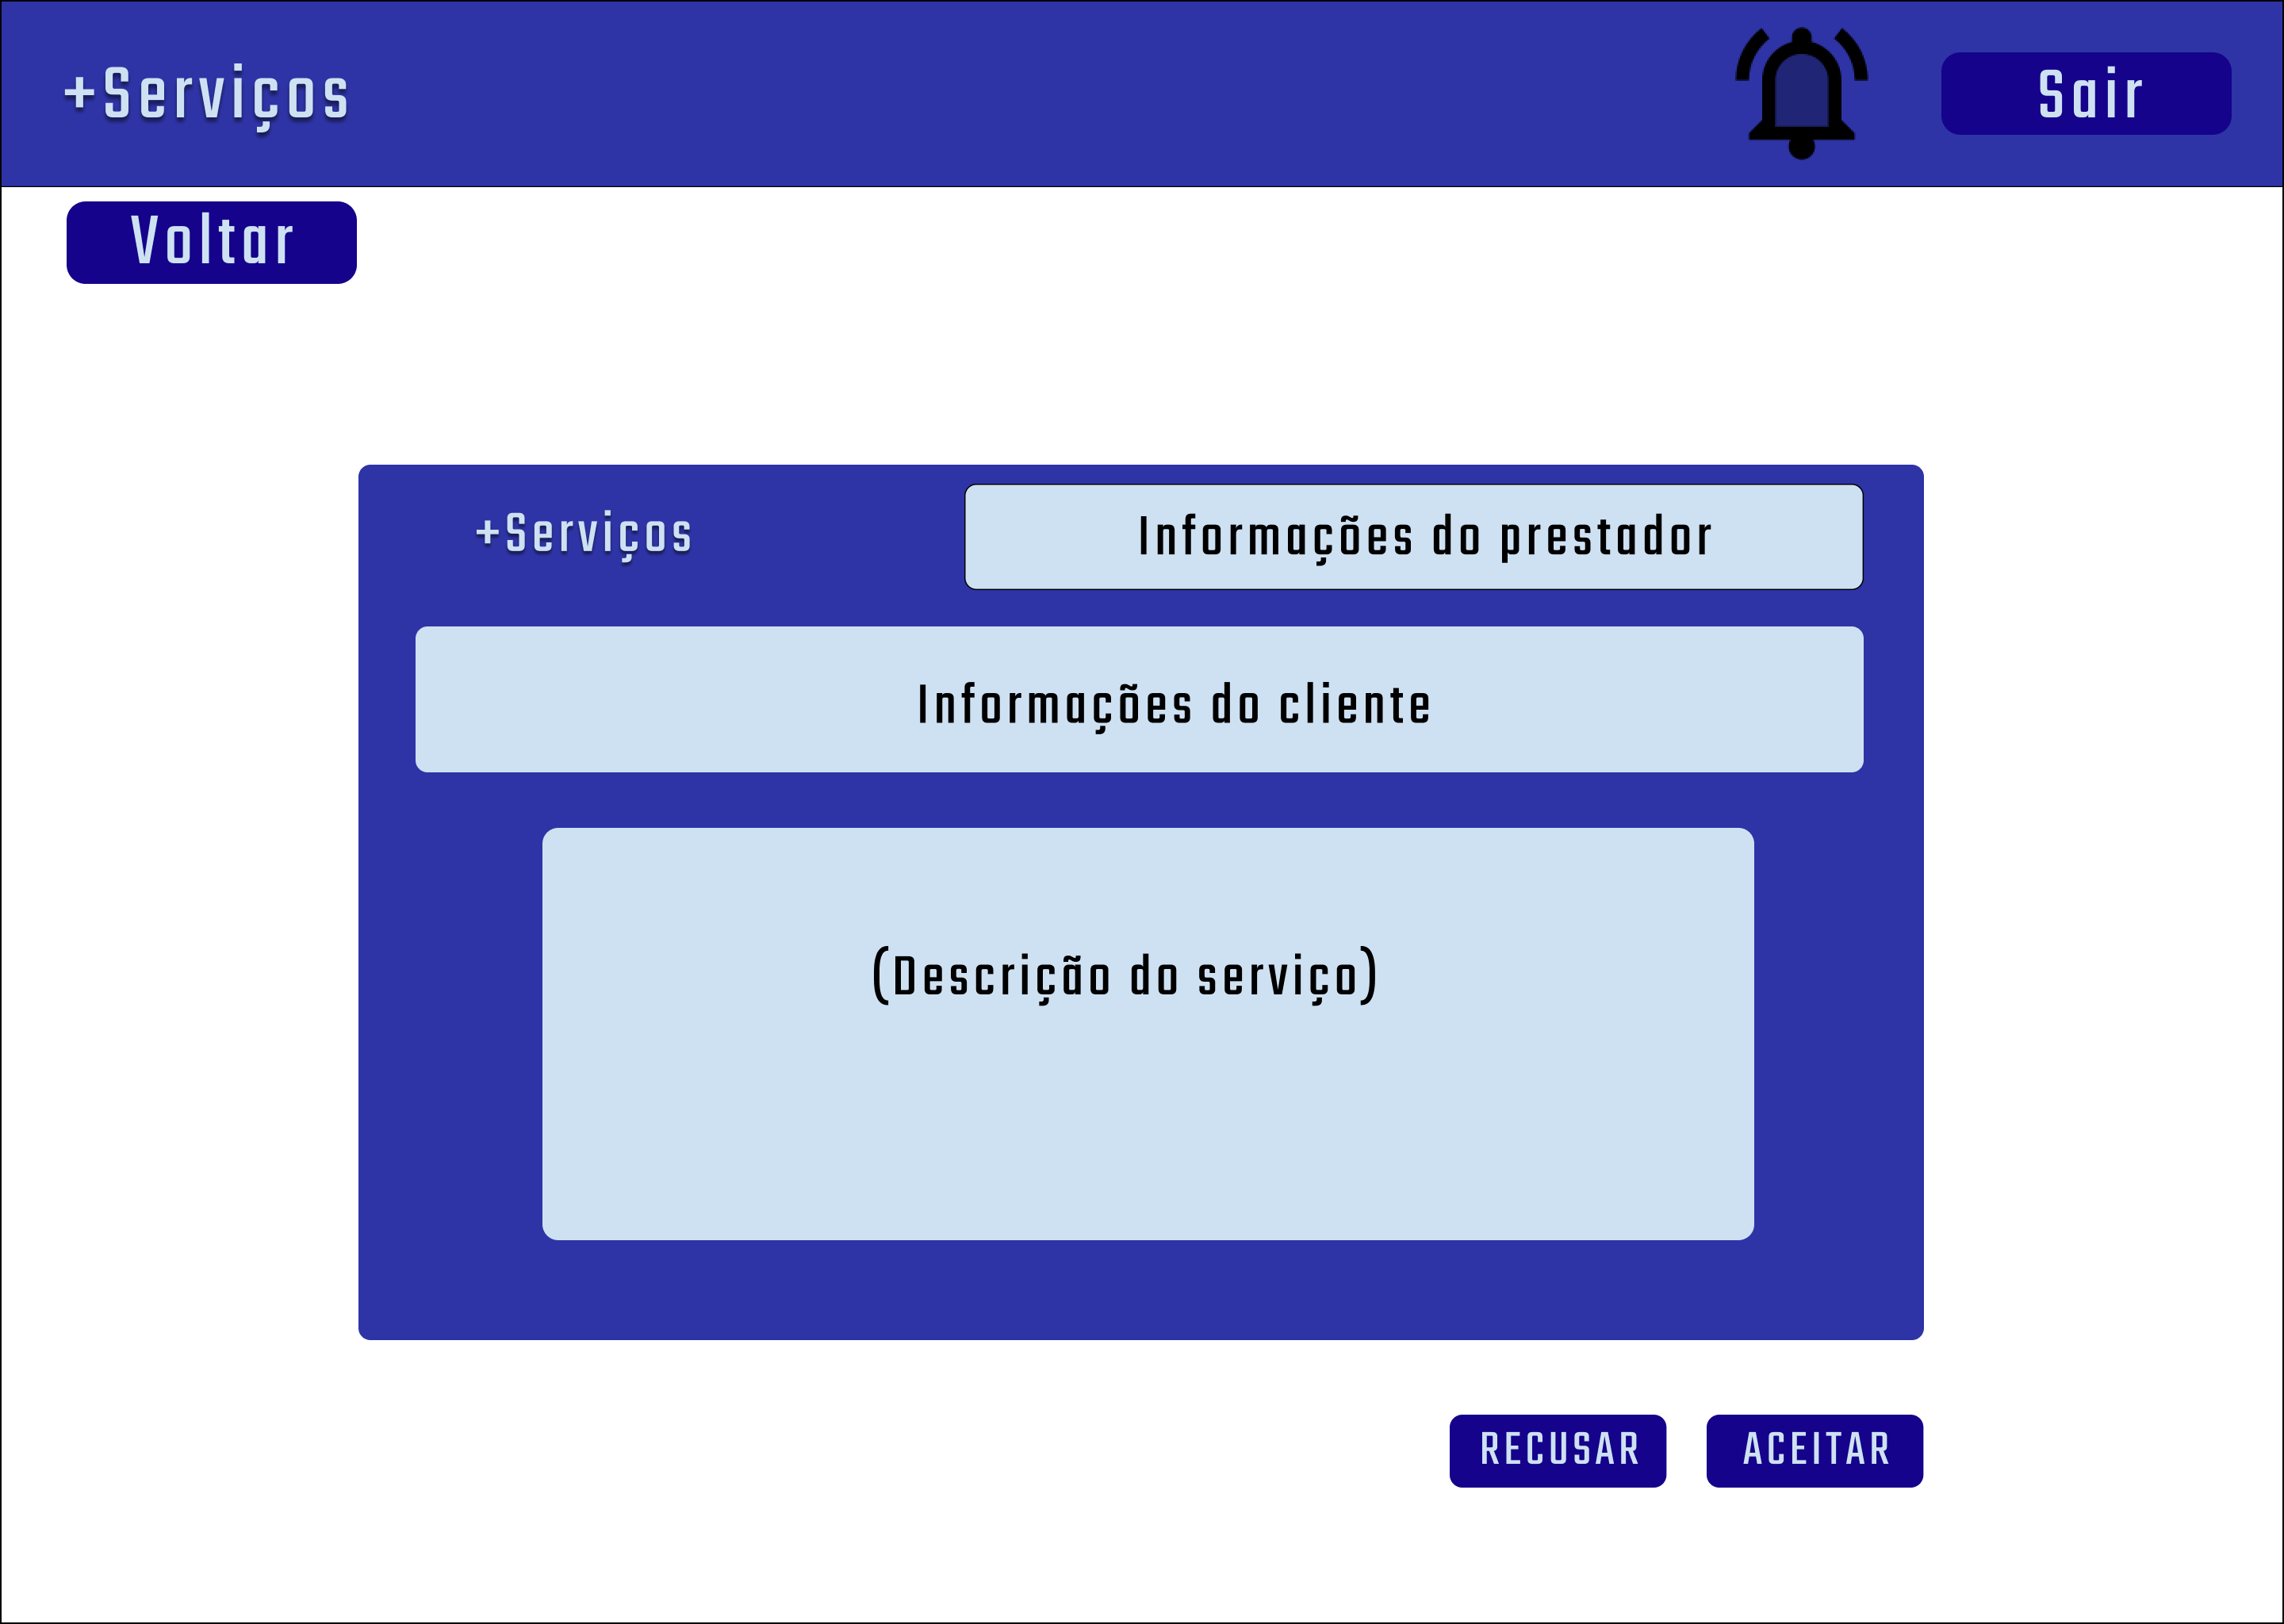 +Serviços
Sair
Voltar
+Serviços
Informações do prestador
Informações do cliente
(Descrição do serviço)
RECUSAR
ACEITAR